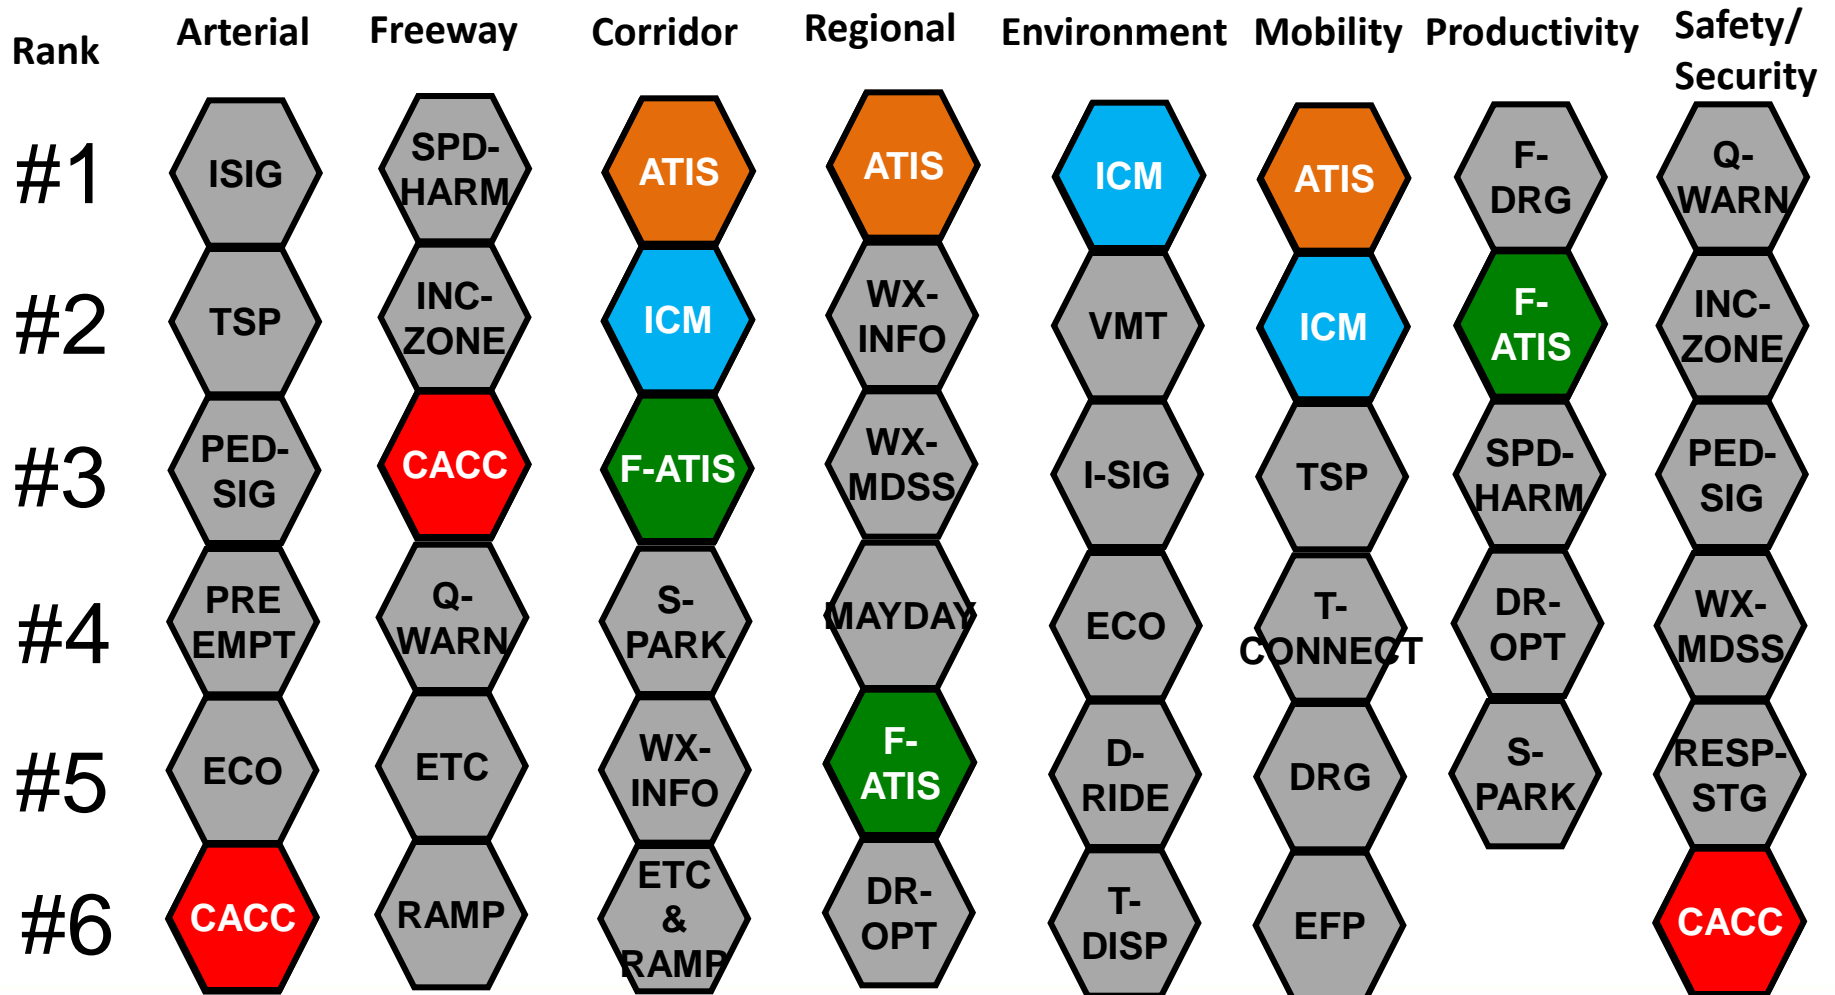 Rank
Arterial
Freeway
Corridor
Regional
Environment
Mobility
Productivity
Safety/
Security
#1
ISIG
SPD-
HARM
ATIS
ATIS
ICM
ATIS
F-
DRG
Q-
WARN
#2
TSP
INC-
ZONE
ICM
WX-
INFO
VMT
ICM
F-
ATIS
INC-
ZONE
#3
PED-
SIG
CACC
F-ATIS
WX-
MDSS
I-SIG
TSP
SPD-
HARM
PED-
SIG
#4
PRE
EMPT
Q-
WARN
S-
PARK
MAYDAY
ECO
T-
CONNECT
DR-
OPT
WX-
MDSS
#5
ECO
ETC
WX-
INFO
F-
ATIS
D-
RIDE
DRG
S-
PARK
RESP-
STG
#6
CACC
RAMP
ETC
&
RAMP
DR-
OPT
T-
DISP
EFP
CACC